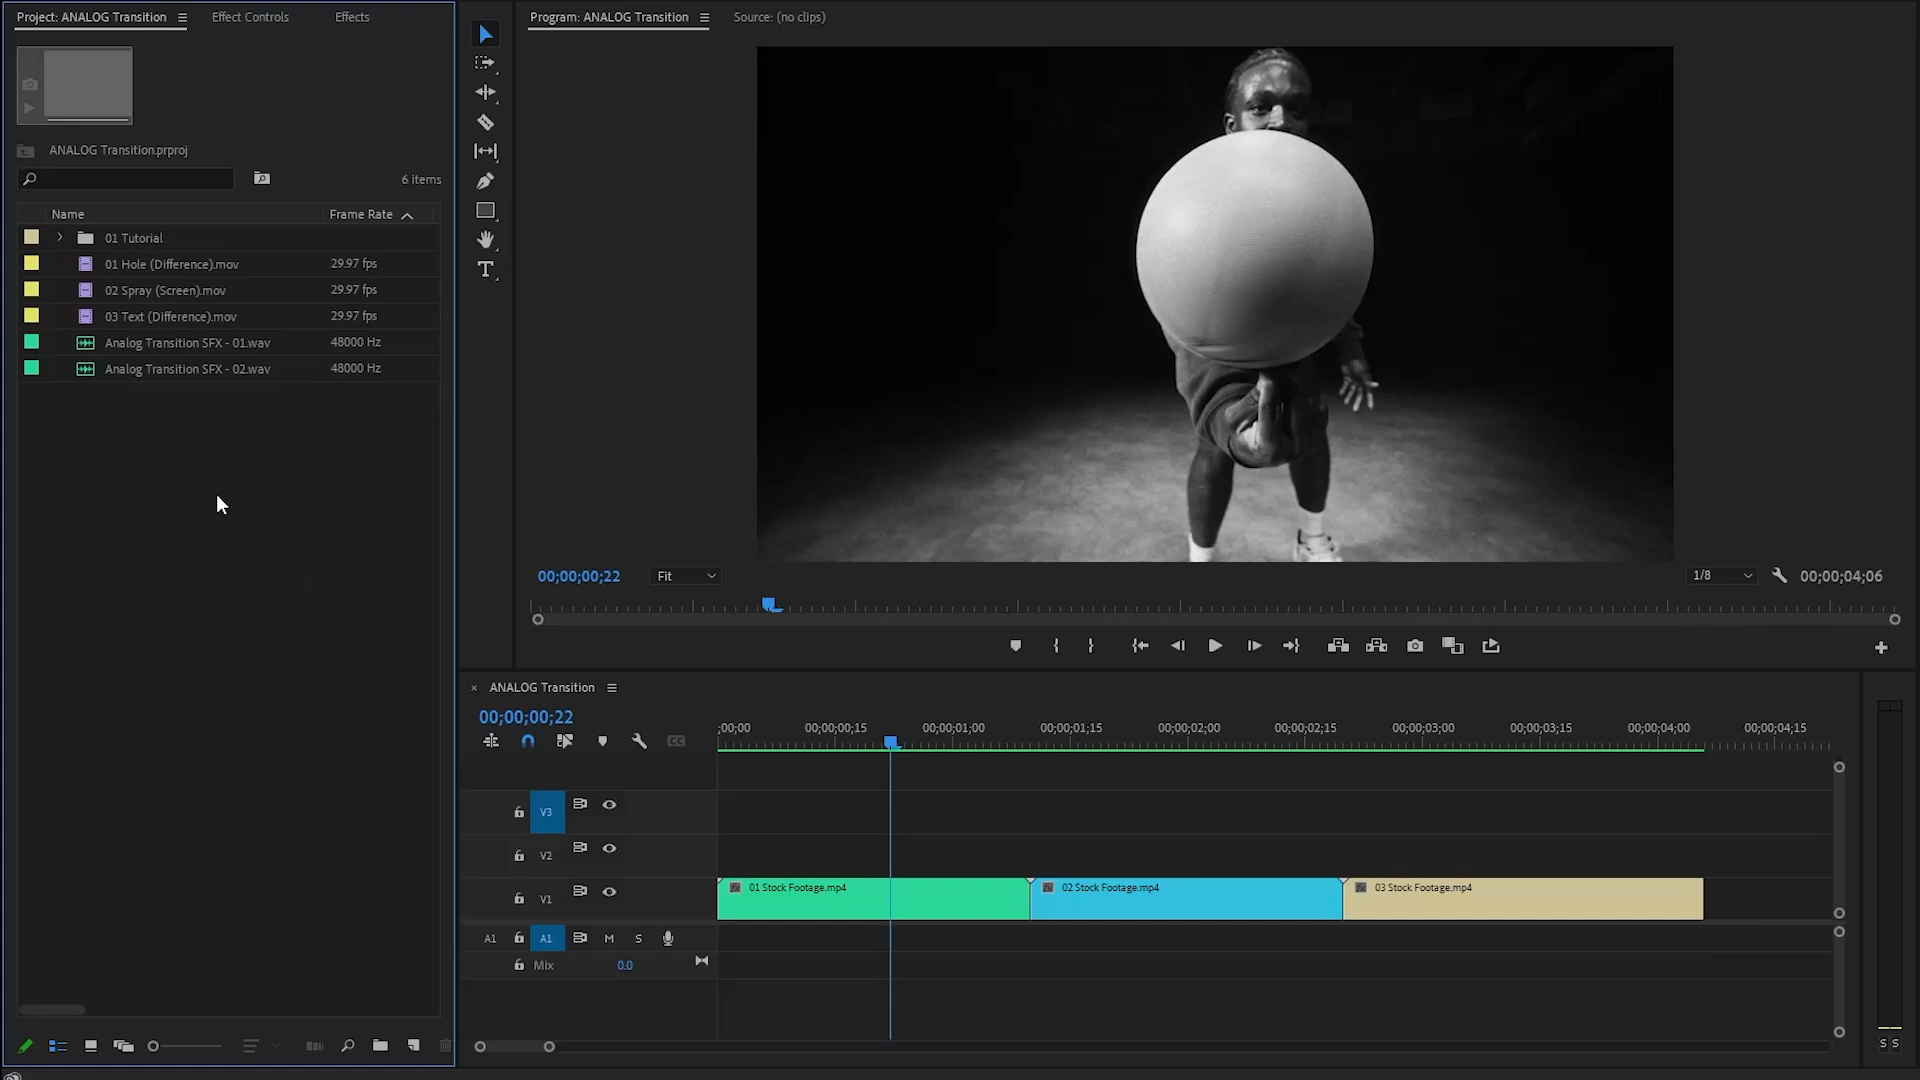 Project: ANALOG Transition
Effect Controls
Effects
ANALOG Transition.prproj
6 items
Name
Frame Rate
01 Tutorial
01 Hole (Difference).mov
29.97 fps
02 Spray (Screen).mov
29.97 fps
03 Text (Difference).mov
29.97 fps
Analog Transition SFX - 01.wav
48000 Hz
Analog Transition SFX - 02.wav
48000 Hz
T
Program: ANALOG Transition
Source: (no clips)
00;00;00;22
Fit
1/8
00;00;04;06
× ANALOG Transition
00;00;00;22
;00;00
00;00;00;15
00;00;01;00
00;00;01;15
00;00;02;00
00;00;02;15
00;00;03;00
00;00;03;15
00;00;04;00
00;00;04;15
CC
V3
V2
V1
fx 01 Stock Footage.mp4
fx 02 Stock Footage.mp4
fx 03 Stock Footage.mp4
A1 A1 M S
Mix 0.0
S S